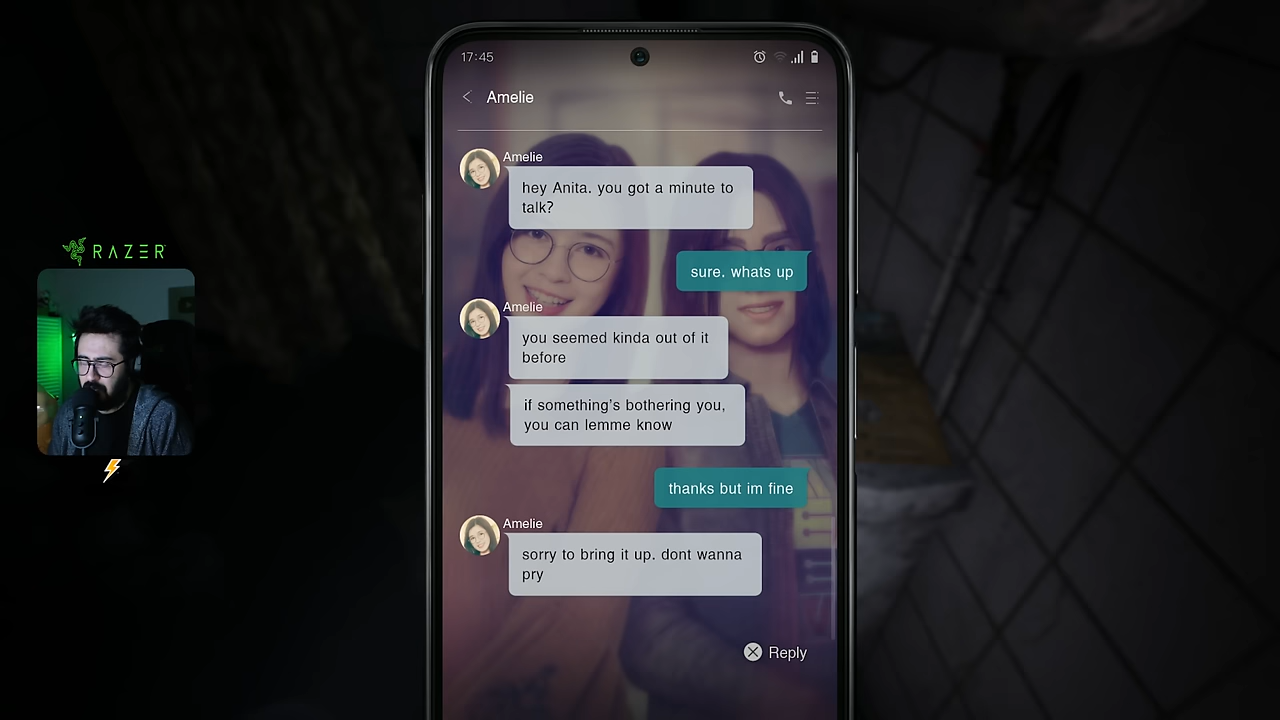 17:45
Amelie
Amelie
hey Anita. you got a minute to
talk?
sure. whats up
RAZER
Amelie
you seemed kinda out of it
before
if something's bothering you,
you can lemme know
thanks but im fine
Amelie
sorry to bring it up. dont wanna
pry
Reply